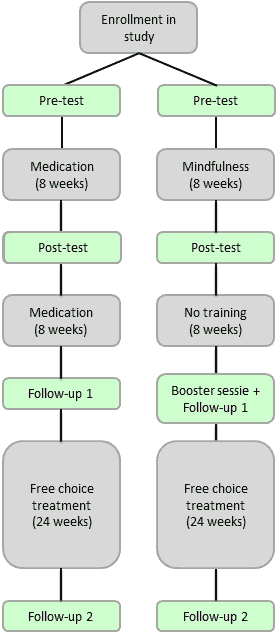 Enrollment in
study
Pre-test
Pre-test
Medication
(8 weeks)
Mindfulness
(8 weeks)
Post-test
Post-test
Medication
(8 weeks)
No training
(8 weeks)
Follow-up 1
Booster sessie +
Follow-up 1
Free choice
treatment
(24 weeks)
Free choice
treatment
(24 weeks)
Follow-up 2
Follow-up 2